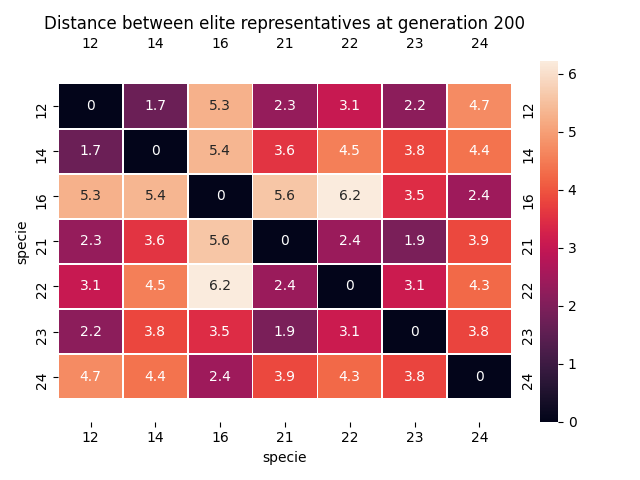 Distance between elite representatives at generation 200
12 14 16 21 22 23 24
12 0 1.7 5.3 2.3 3.1 2.2 4.7 12
14 1.7 0 5.4 3.6 4.5 3.8 4.4 14
16 5.3 5.4 0 5.6 6.2 3.5 2.4 16
21 2.3 3.6 5.6 0 2.4 1.9 3.9 21
22 3.1 4.5 6.2 2.4 0 3.1 4.3 22
23 2.2 3.8 3.5 1.9 3.1 0 3.8 23
24 4.7 4.4 2.4 3.9 4.3 3.8 0 24
12 14 16 21 22 23 24
specie
specie
6
5
4
3
2
1
0